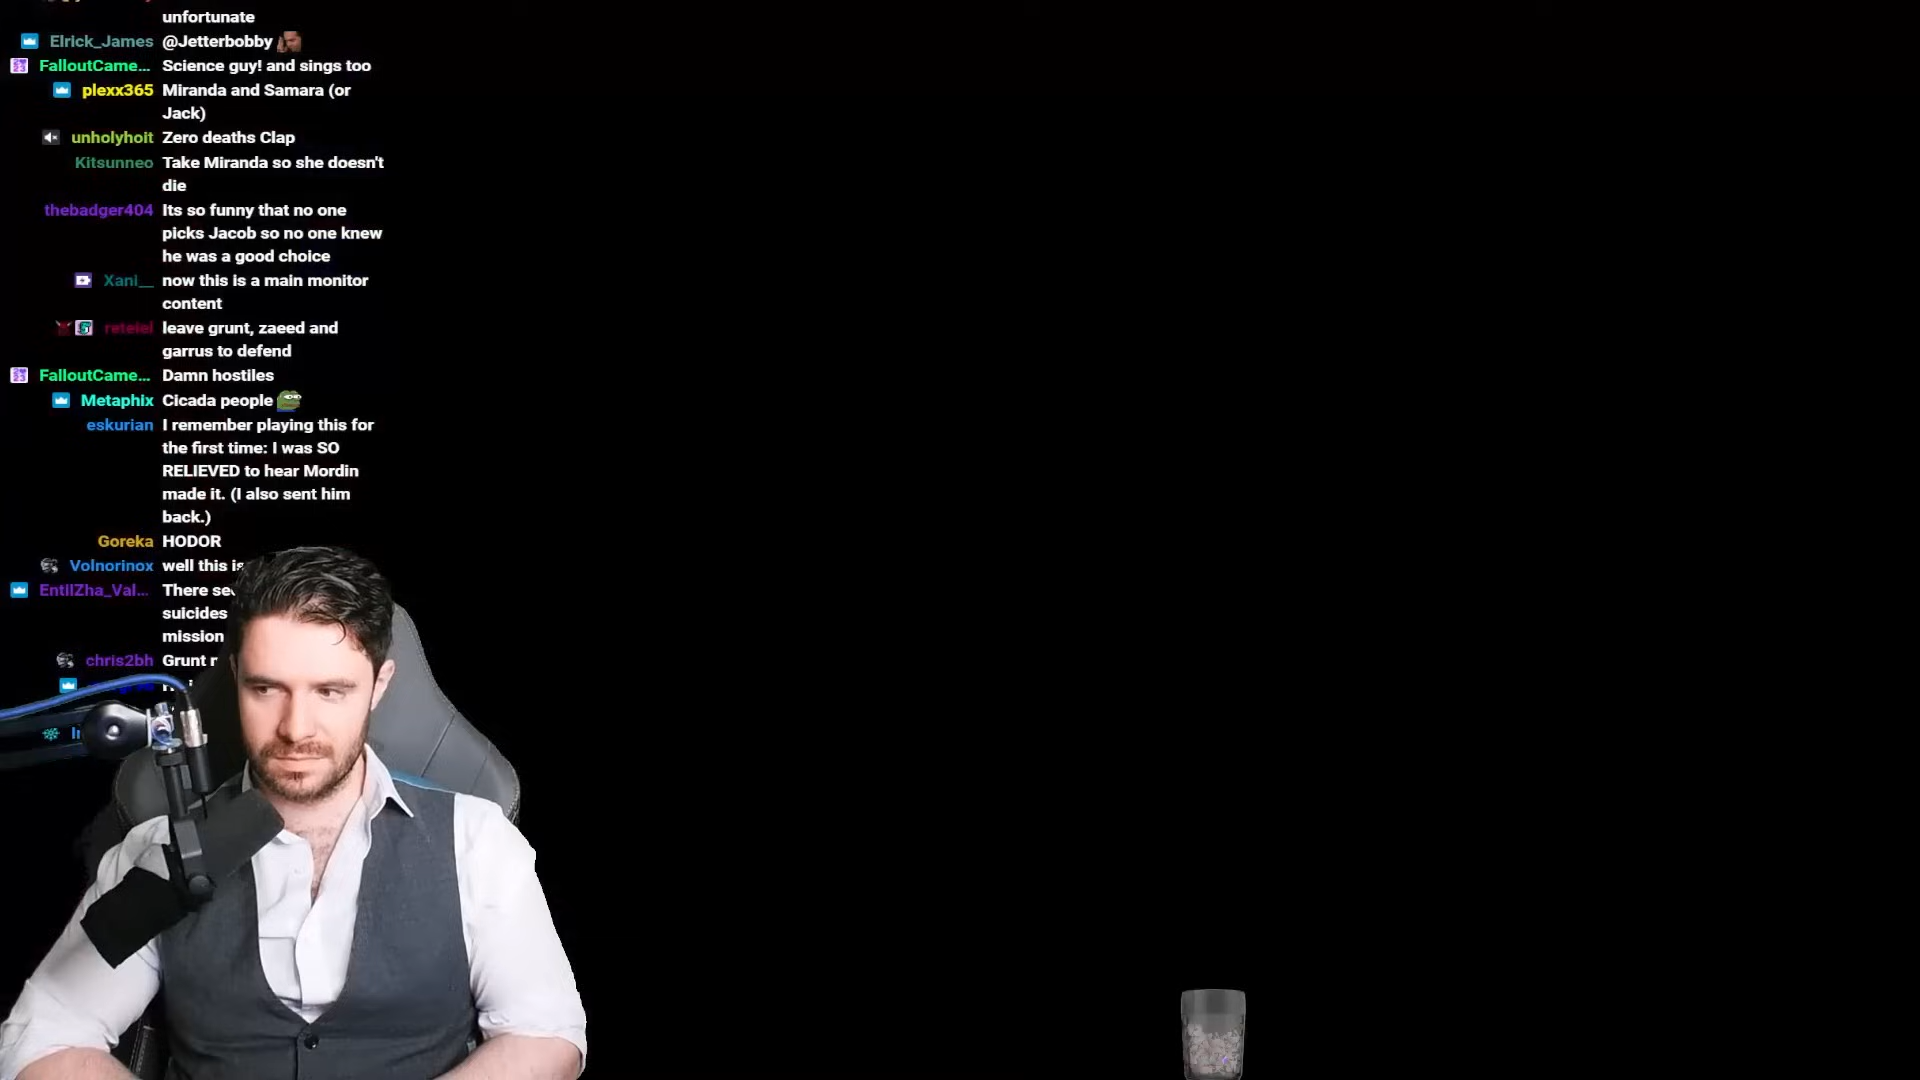 unfortunate
Elrick_James @Jetterbobby
FalloutCame... Science guy! and sings too
plexx365 Miranda and Samara (or
Jack)
unholyhoit Zero deaths Clap
Kitsunneo Take Miranda so she doesn't
die
thebadger404 Its so funny that no one
picks Jacob so no one knew
he was a good choice
Xani__ now this is a main monitor
content
reteiel leave grunt, zaeed and
garrus to defend
FalloutCame... Damn hostiles
Metaphix Cicada people
eskurian I remember playing this for
the first time: I was SO
RELIEVED to hear Mordin
made it. (I also sent him
back.)
Goreka HODOR
Volnorinox well this is
EntilZha_Val... There
suicides
mission
chris2bh Grunt